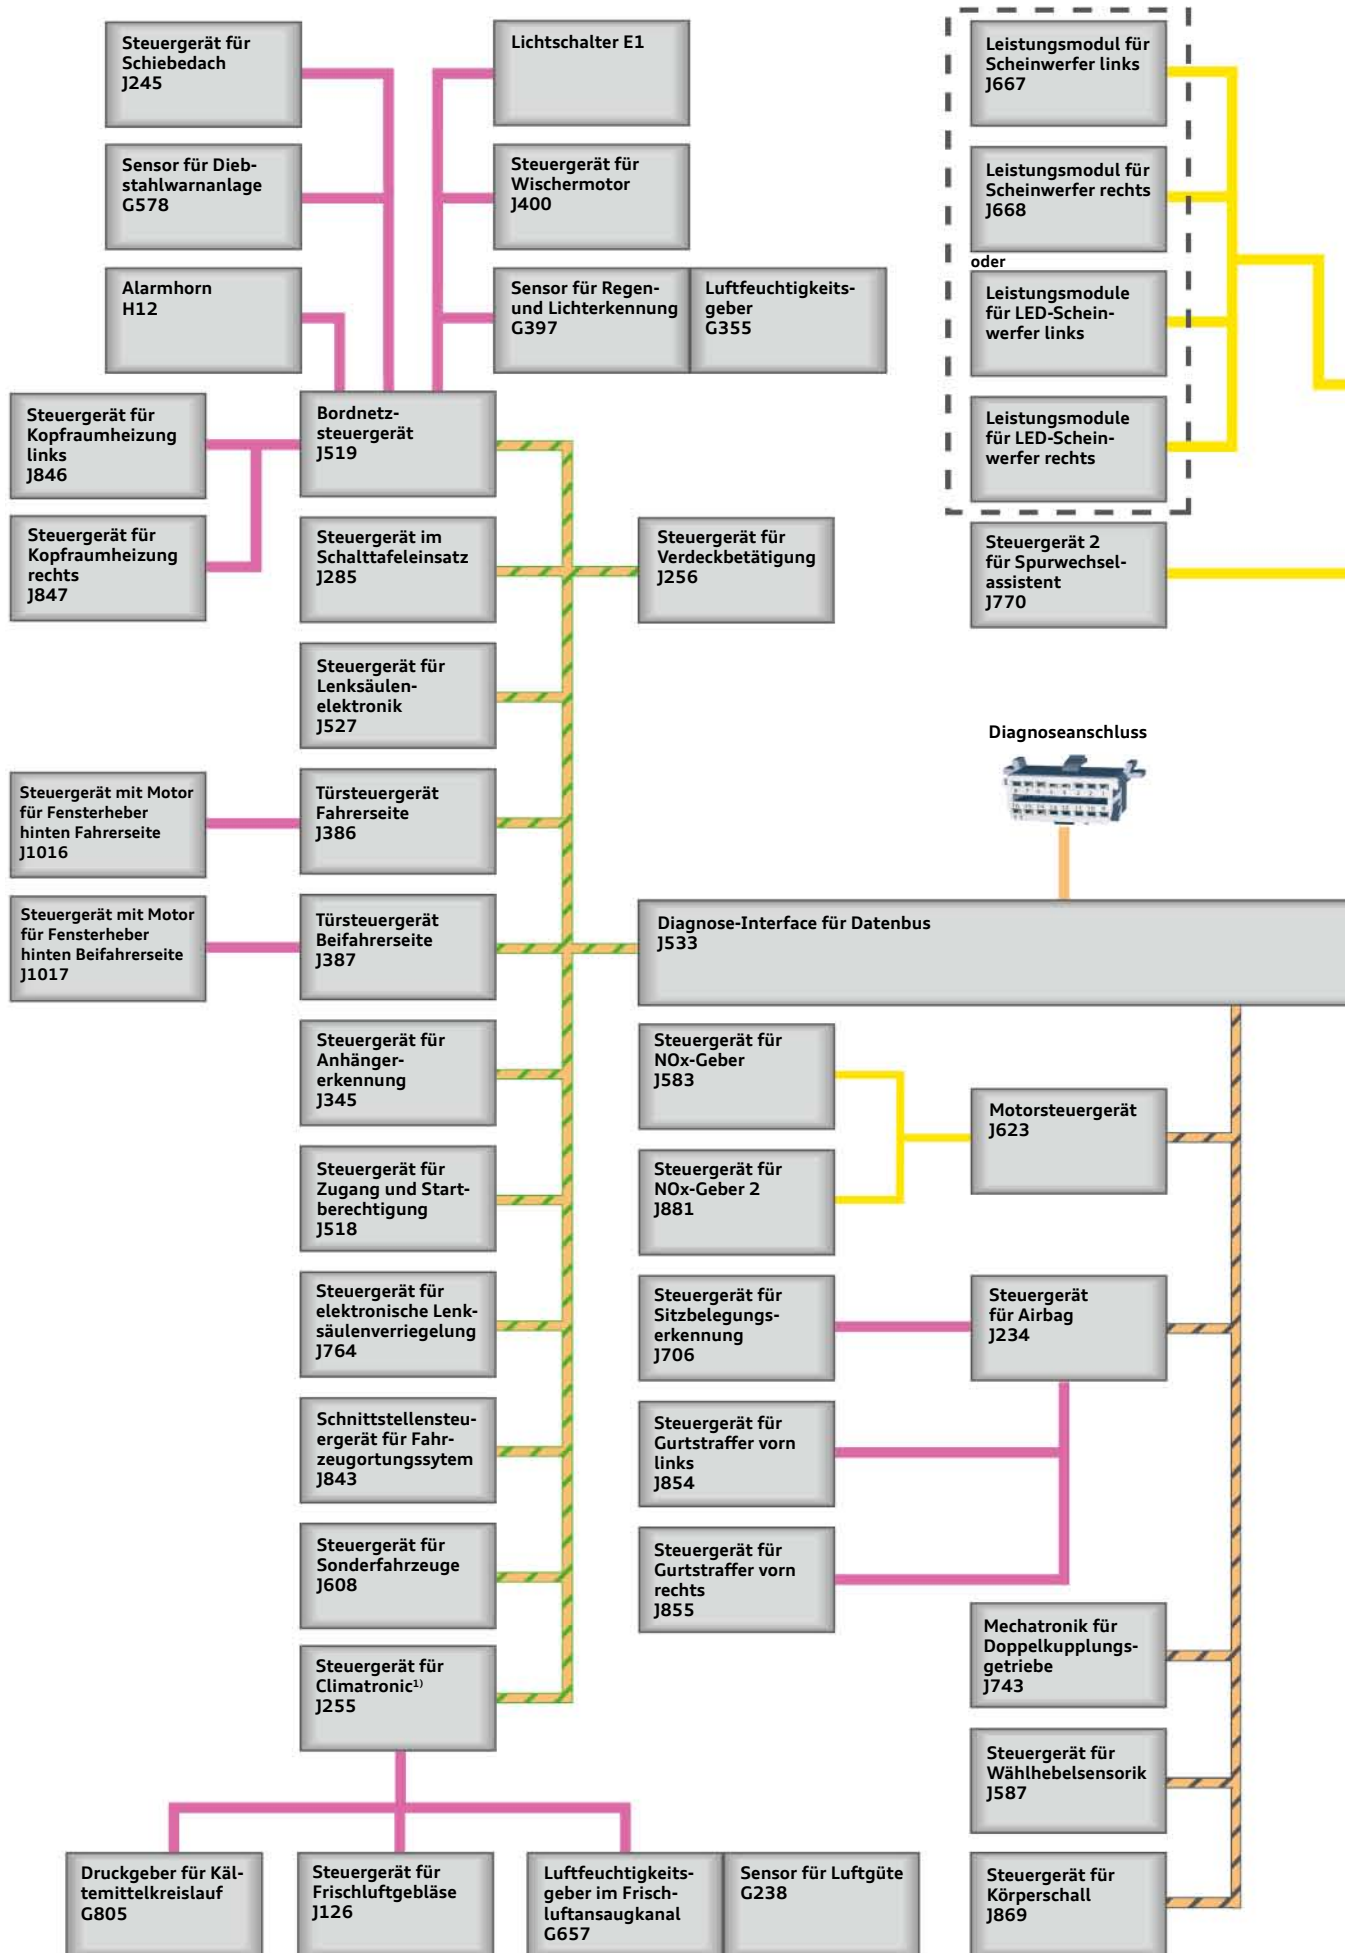 Steuergerät für
Schiebedach
J245
Lichtschalter E1
Leistungsmodul für
Scheinwerfer links
J667
Sensor für Dieb-
stahlwarnanlage
G578
Steuergerät für
Wischermotor
J400
Leistungsmodul für
Scheinwerfer rechts
J668
oder
Alarmhorn
H12
Sensor für Regen-
und Lichterkennung
G397
Luftfeuchtigkeits-
geber
G355
Leistungsmodule
für LED-Schein-
werfer links
Steuergerät für
Kopfraumheizung
links
J846
Bordnetz-
steuergerät
J519
Leistungsmodule
für LED-Schein-
werfer rechts
Steuergerät für
Kopfraumheizung
rechts
J847
Steuergerät im
Schalttafeleinsatz
J285
Steuergerät für
Verdeckbetätigung
J256
Steuergerät 2
für Spurwechsel-
assistent
J770
Steuergerät für
Lenksäulen-
elektronik
J527
Diagnoseanschluss
Steuergerät mit Motor
für Fensterheber
hinten Fahrerseite
J1016
Türsteuergerät
Fahrerseite
J386
Steuergerät mit Motor
für Fensterheber
hinten Beifahrerseite
J1017
Türsteuergerät
Beifahrerseite
J387
Diagnose-Interface für Datenbus
J533
Steuergerät für
Anhänger-
erkennung
J345
Steuergerät für
NOx-Geber
J583
Motorsteuergerät
J623
Steuergerät für
Zugang und Start-
berechtigung
J518
Steuergerät für
NOx-Geber 2
J881
Steuergerät für
elektronische Lenk-
säulenverriegelung
J764
Steuergerät für
Sitzbelegungs-
erkennung
J706
Steuergerät
für Airbag
J234
Schnittstellensteu-
ergerät für Fahr-
zeugortungssytem
J843
Steuergerät für
Gurtstraffer vorn
links
J854
Steuergerät für
Sonderfahrzeuge
J608
Steuergerät für
Gurtstraffer vorn
rechts
J855
Mechatronik für
Doppelkupplungs-
getriebe
J743
Steuergerät für
Climatronic¹⁾
J255
Steuergerät für
Wählhebelsensorik
J587
Druckgeber für Käl-
temittelkreislauf
G805
Steuergerät für
Frischluftgebläse
J126
Luftfeuchtigkeits-
geber im Frisch-
luftansaugkanal
G657
Sensor für Luftgüte
G238
Steuergerät für
Körperschall
J869